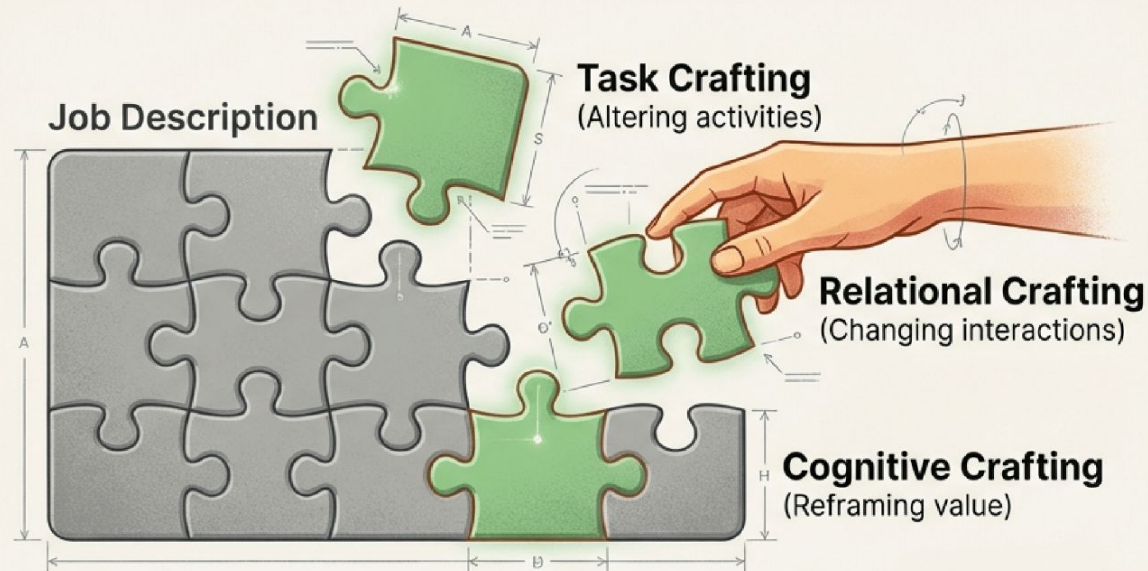 Job Description
A
S
Task Crafting
(Altering activities)
Relational Crafting
(Changing interactions)
A
H
Cognitive Crafting
(Reframing value)